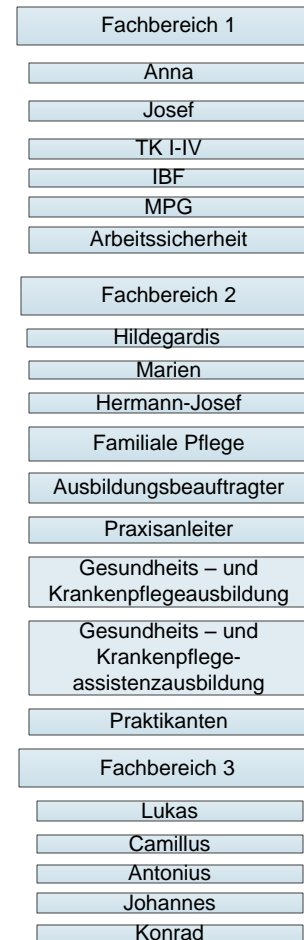 Fachbereich 1
Anna
Josef
TK I-IV
IBF
MPG
Arbeitssicherheit
Fachbereich 2
Hildegardis
Marien
Hermann-Josef
Familiale Pflege
Ausbildungsbeauftragter
Praxisanleiter
Gesundheits – und
Krankenpflegeausbildung
Gesundheits – und
Krankenpflege-
assistenzausbildung
Praktikanten
Fachbereich 3
Lukas
Camillus
Antonius
Johannes
Konrad